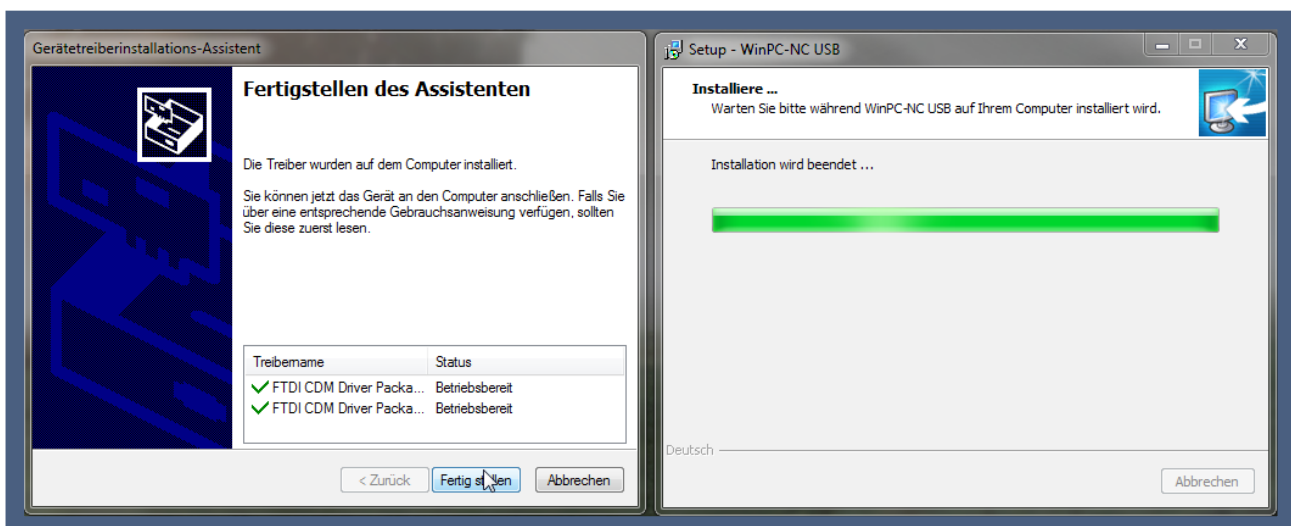 Gerätetreiberinstallations-Assistent
Fertigstellen des Assistenten
Die Treiber wurden auf dem Computer installiert.
Sie können jetzt das Gerät an den Computer anschließen. Falls Sie
über eine entsprechende Gebrauchsanweisung verfügen, sollten
Sie diese zuerst lesen.
Treibername Status
FTDI CDM Driver Packa... Betriebsbereit
FTDI CDM Driver Packa... Betriebsbereit
< Zurück Fertig stellen Abbrechen
Setup - WinPC-NC USB
Installiere ...
Warten Sie bitte während WinPC-NC USB auf Ihrem Computer installiert wird.
Installation wird beendet ...
Deutsch
Abbrechen